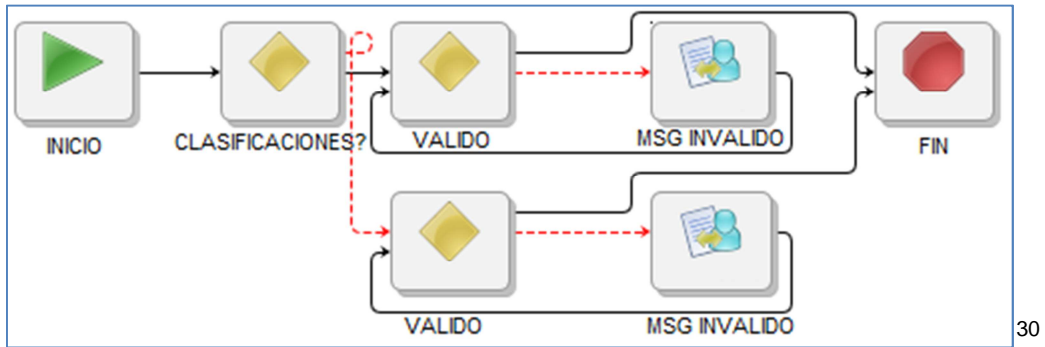 INICIO
CLASIFICACIONES?
VALIDO
MSG INVALIDO
FIN
VALIDO
MSG INVALIDO
30